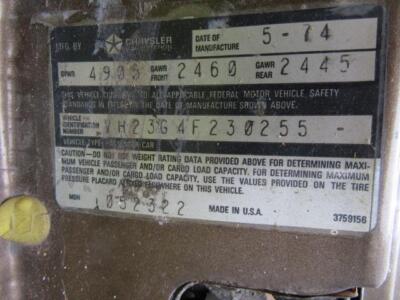 MFG. BY CHRYSLER CORPORATION DATE OF MANUFACTURE 5-74
GVWR 4905 GAWR FRONT 2460 GAWR REAR 2445
THIS VEHICLE CONFORMS TO ALL APPLICABLE FEDERAL MOTOR VEHICLE SAFETY
STANDARDS IN EFFECT ON THE DATE OF MANUFACTURE SHOWN ABOVE.
VEHICLE IDENTIFICATION NUMBER VH23G4F230255
VEHICLE TYPE: PASSENGER CAR
CAUTION—DO NOT USE WEIGHT RATING DATA PROVIDED ABOVE FOR DETERMINING MAXI-
MUM VEHICLE PASSENGER AND/OR CARGO LOAD CAPACITY. FOR DETERMINING MAXIMUM
PASSENGER AND/OR CARGO LOAD CAPACITY, USE THE VALUES PROVIDED ON THE TIRE
PRESSURE PLACARD AFFIXED ELSEWHERE ON THIS VEHICLE.
MDH 052322 MADE IN U.S.A. 3759156